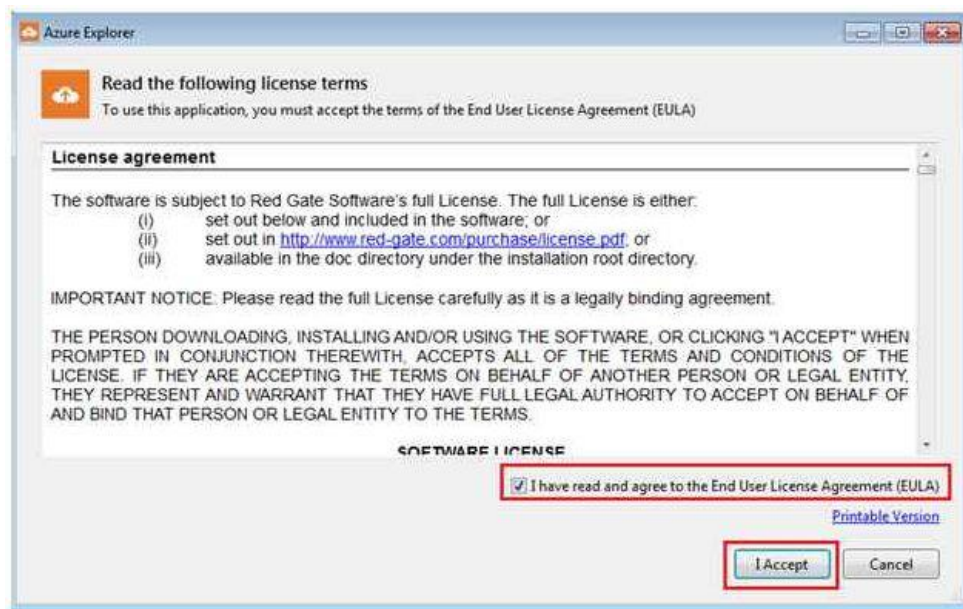 Azure Explorer
Read the following license terms
To use this application, you must accept the terms of the End User License Agreement (EULA)
License agreement
The software is subject to Red Gate Software's full License. The full License is either:
(i) set out below and included in the software; or
(ii) set out in http://www.red-gate.com/purchase/license.pdf; or
(iii) available in the doc directory under the installation root directory.
IMPORTANT NOTICE: Please read the full License carefully as it is a legally binding agreement.
THE PERSON DOWNLOADING, INSTALLING AND/OR USING THE SOFTWARE, OR CLICKING "I ACCEPT" WHEN
PROMPTED IN CONJUNCTION THEREWITH, ACCEPTS ALL OF THE TERMS AND CONDITIONS OF THE
LICENSE. IF THEY ARE ACCEPTING THE TERMS ON BEHALF OF ANOTHER PERSON OR LEGAL ENTITY,
THEY REPRESENT AND WARRANT THAT THEY HAVE FULL LEGAL AUTHORITY TO ACCEPT ON BEHALF OF
AND BIND THAT PERSON OR LEGAL ENTITY TO THE TERMS.
SOFTWARE LICENSE
I have read and agree to the End User License Agreement (EULA)
Printable Version
I Accept
Cancel